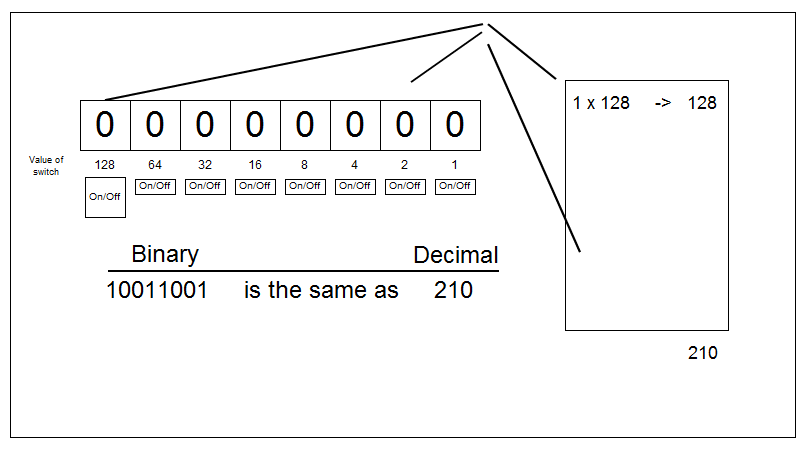 1 x 128 -> 128
0 0 0 0 0 0 0 0
Value of switch
128 64 32 16 8 4 2 1
On/Off On/Off On/Off On/Off On/Off On/Off On/Off On/Off
Binary Decimal
10011001 is the same as 210
210